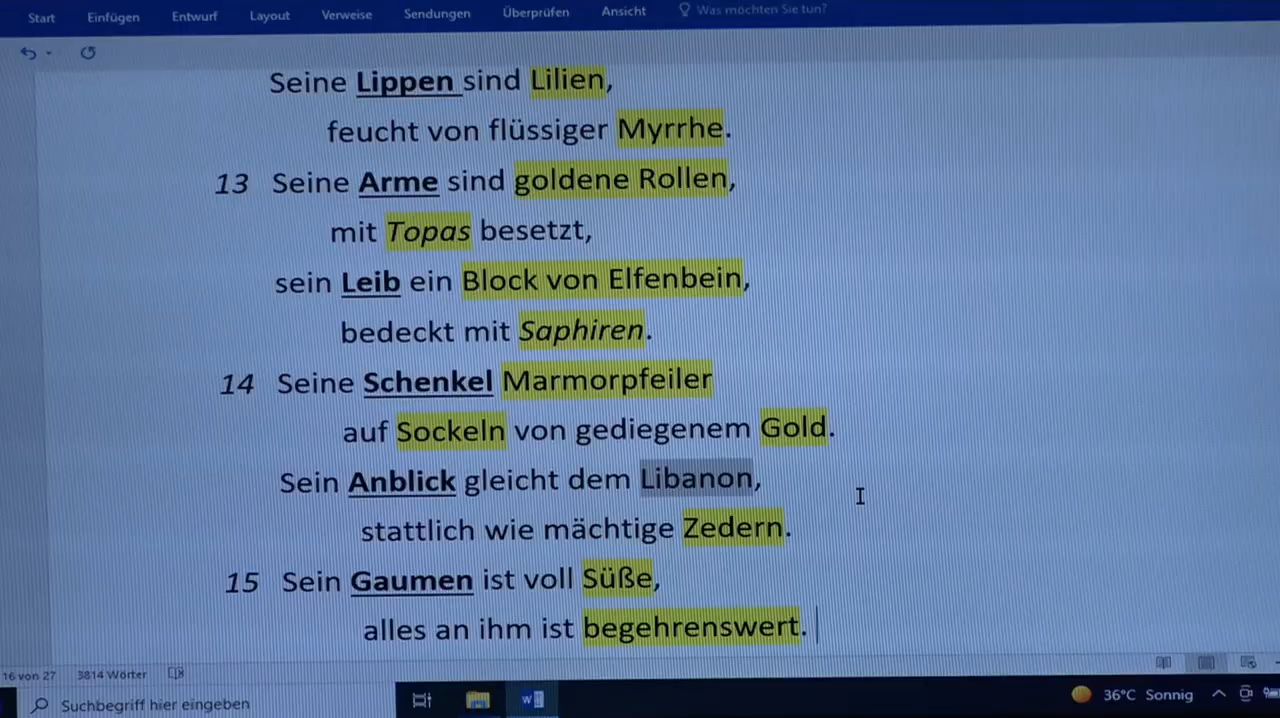 Start Einfügen Entwurf Layout Verweise Sendungen Überprüfen Ansicht Was möchten Sie tun?
Seine Lippen sind Lilien,
feucht von flüssiger Myrrhe.
13 Seine Arme sind goldene Rollen,
mit Topas besetzt,
sein Leib ein Block von Elfenbein,
bedeckt mit Saphiren.
14 Seine Schenkel Marmorpfeiler
auf Sockeln von gediegenem Gold.
Sein Anblick gleicht dem Libanon,
stattlich wie mächtige Zedern.
15 Sein Gaumen ist voll Süße,
alles an ihm ist begehrenswert.
16 von 27 3814 Wörter
Suchbegriff hier eingeben W 36°C Sonnig